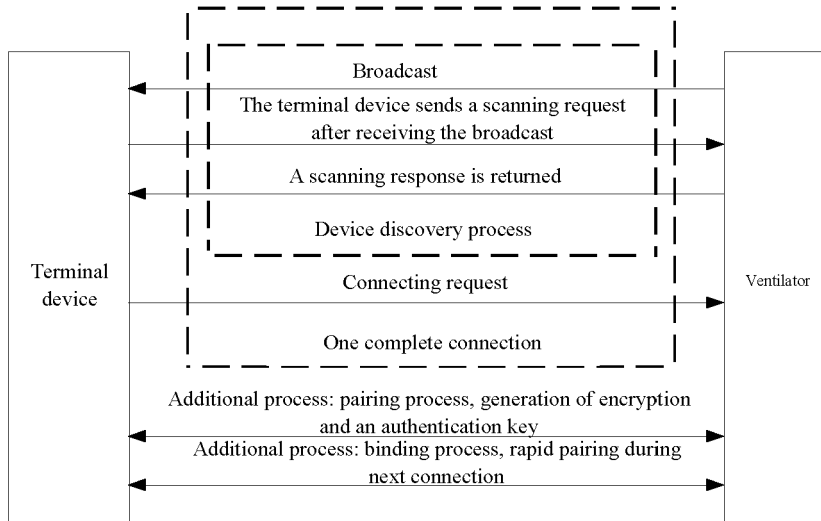 Broadcast
The terminal device sends a scanning request
after receiving the broadcast
A scanning response is returned
Device discovery process
Terminal
device
Connecting request
Ventilator
One complete connection
Additional process: pairing process, generation of encryption
and an authentication key
Additional process: binding process, rapid pairing during
next connection